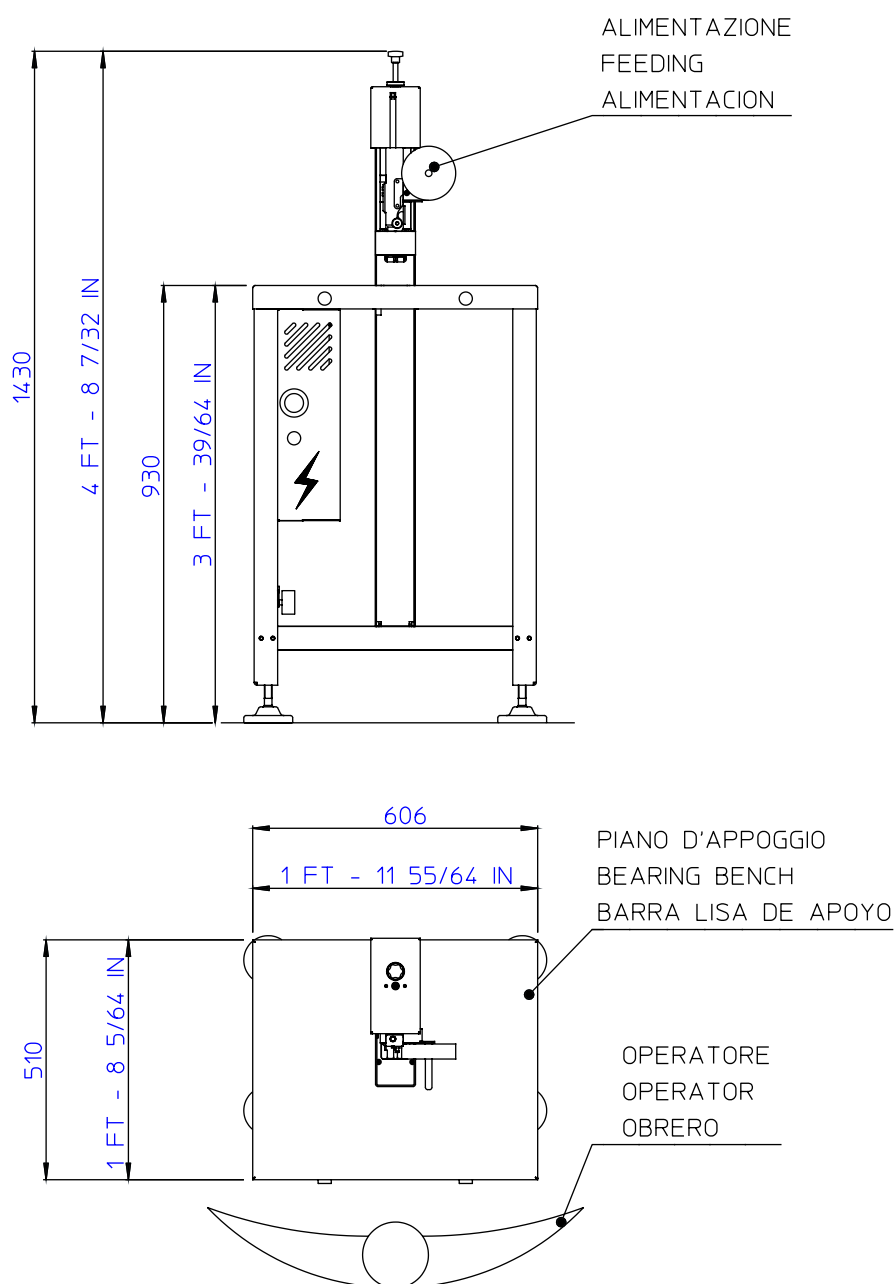 ALIMENTAZIONE
FEEDING
ALIMENTACION
1430
4 FT - 8 7/32 IN
930
3 FT - 39/64 IN
606
1 FT - 11 55/64 IN
PIANO D'APPOGGIO
BEARING BENCH
BARRA LISA DE APOYO
510
1 FT - 8 5/64 IN
OPERATORE
OPERATOR
OBRERO